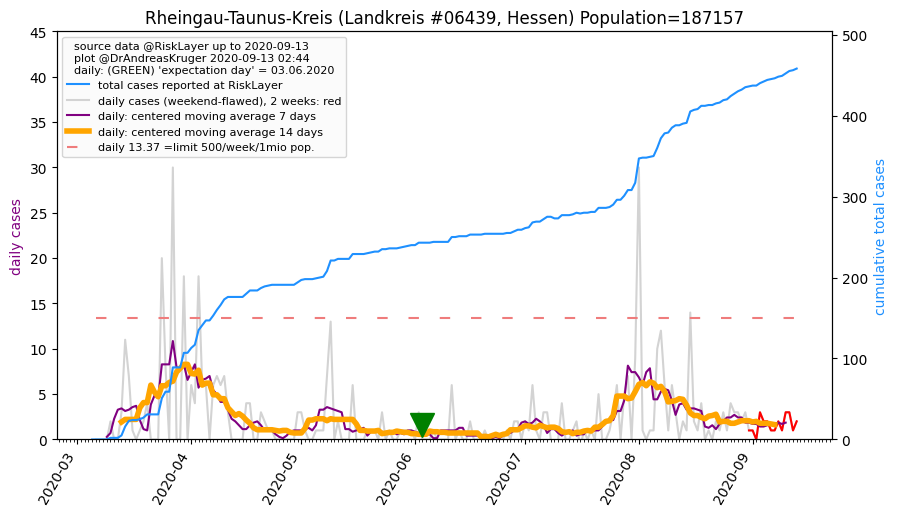 Rheingau-Taunus-Kreis (Landkreis #06439, Hessen) Population=187157
source data @RiskLayer up to 2020-09-13
plot @DrAndreasKruger 2020-09-13 02:44
daily: (GREEN) 'expectation day' = 03.06.2020
total cases reported at RiskLayer
daily cases (weekend-flawed), 2 weeks: red
daily: centered moving average 7 days
daily: centered moving average 14 days
daily 13.37 =limit 500/week/1mio pop.
daily cases
45
40
35
30
25
20
15
10
5
0
cumulative total cases
500
400
300
200
100
0
2020-03
2020-04
2020-05
2020-06
2020-07
2020-08
2020-09